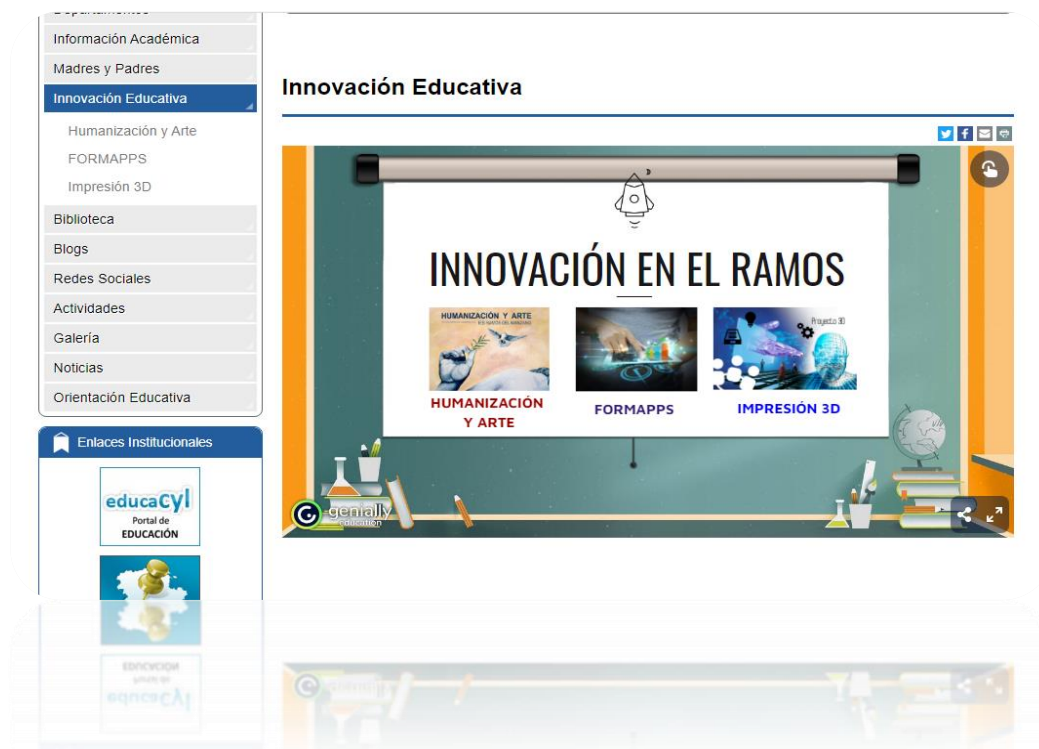 Información Académica
Madres y Padres
Innovación Educativa
Humanización y Arte
FORMAPPS
Impresión 3D
Biblioteca
Blogs
Redes Sociales
Actividades
Galería
Noticias
Orientación Educativa
Enlaces Institucionales
educacyl
Portal de
EDUCACIÓN
Innovación Educativa
INNOVACIÓN EN EL RAMOS
HUMANIZACIÓN Y ARTE
Proyecto 3D
HUMANIZACIÓN
Y ARTE
FORMAPPS
IMPRESIÓN 3D
genially
education